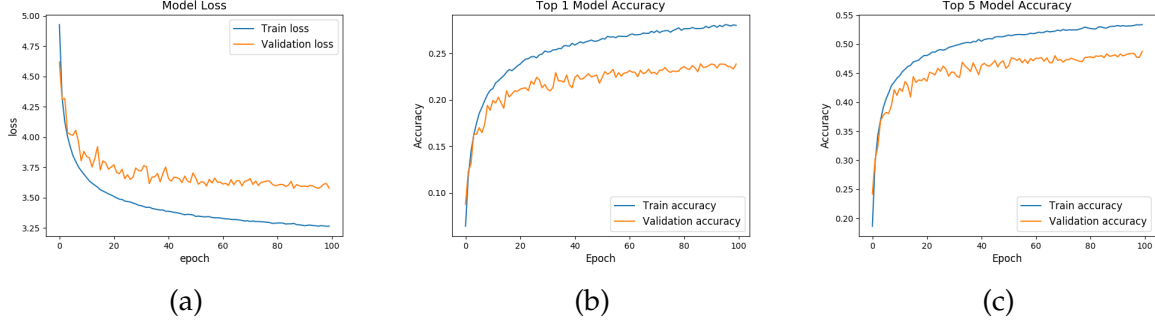 Model Loss
5.00
4.75
4.50
4.25
4.00
3.75
3.50
3.25
loss
0 20 40 60 80 100
epoch
Train loss
Validation loss
(a)
Top 1 Model Accuracy
0.25
0.20
0.15
0.10
Accuracy
0 20 40 60 80 100
Epoch
Train accuracy
Validation accuracy
(b)
Top 5 Model Accuracy
0.55
0.50
0.45
0.40
0.35
0.30
0.25
0.20
Accuracy
0 20 40 60 80 100
Epoch
Train accuracy
Validation accuracy
(c)